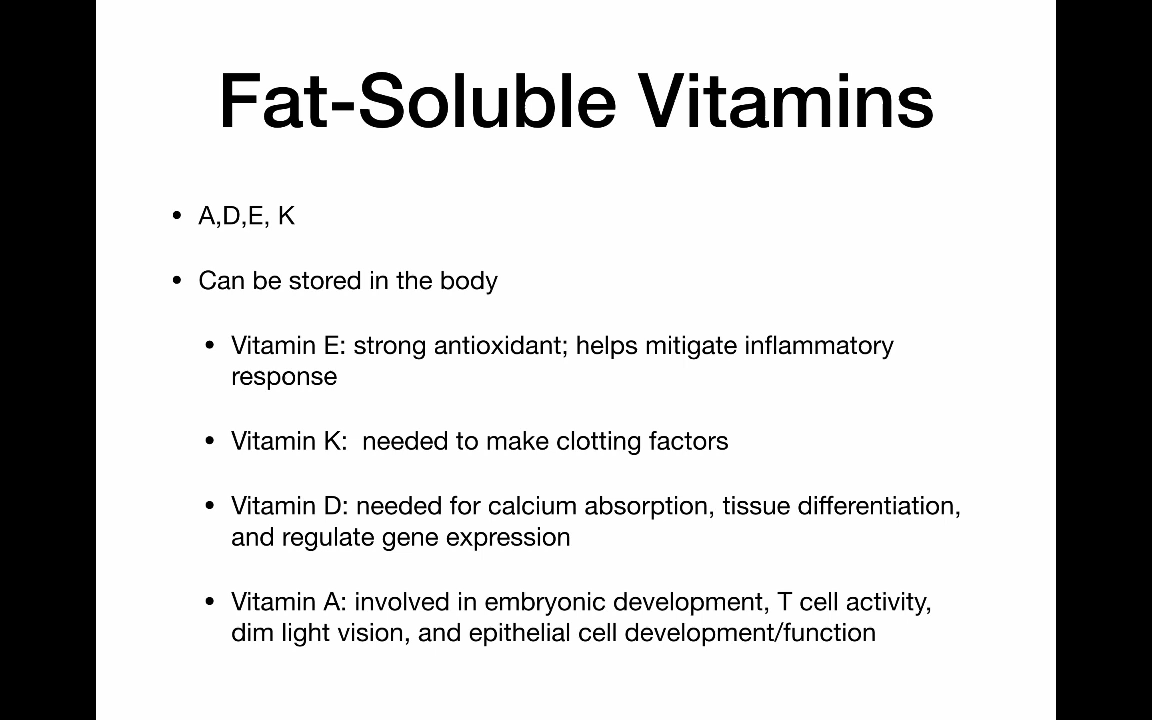 Fat-Soluble Vitamins
• A,D,E, K
• Can be stored in the body
• Vitamin E: strong antioxidant; helps mitigate inflammatory
response
• Vitamin K:  needed to make clotting factors
• Vitamin D: needed for calcium absorption, tissue differentiation,
and regulate gene expression
• Vitamin A: involved in embryonic development, T cell activity,
dim light vision, and epithelial cell development/function